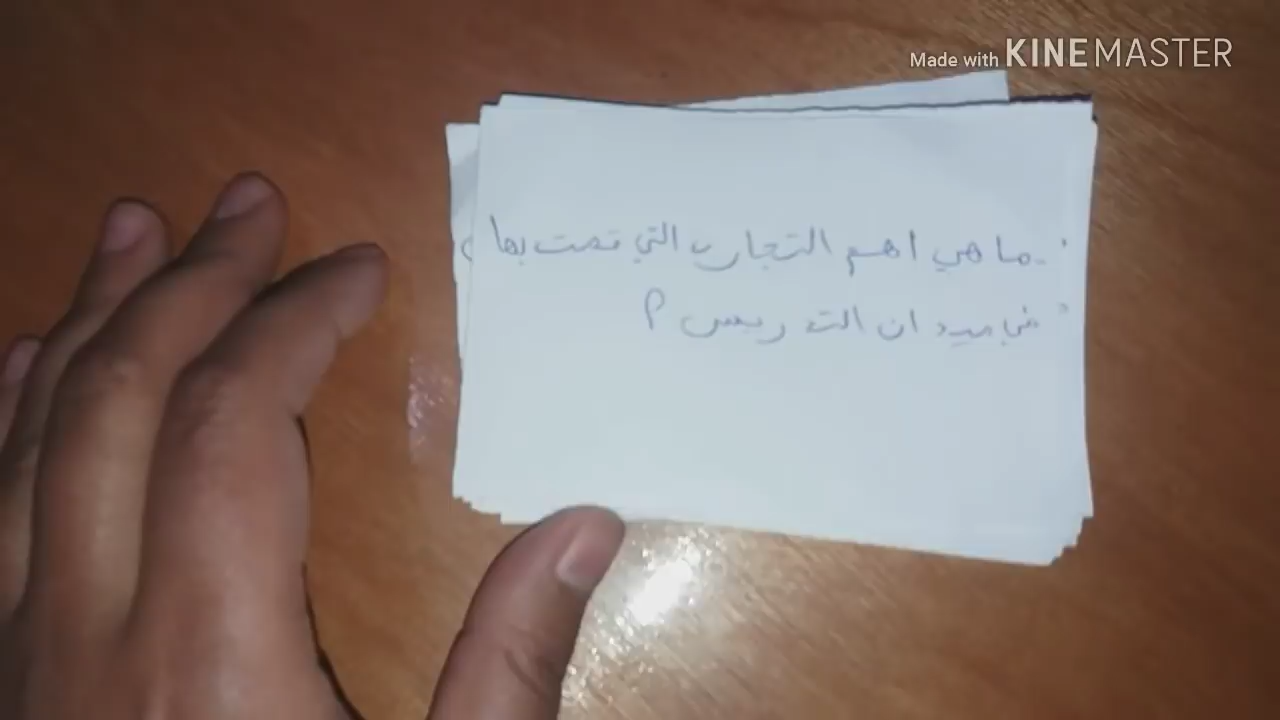 Made with KINEMASTER
ما هي اهم التجارب التي قمت بها
في ميدان التدريس ؟